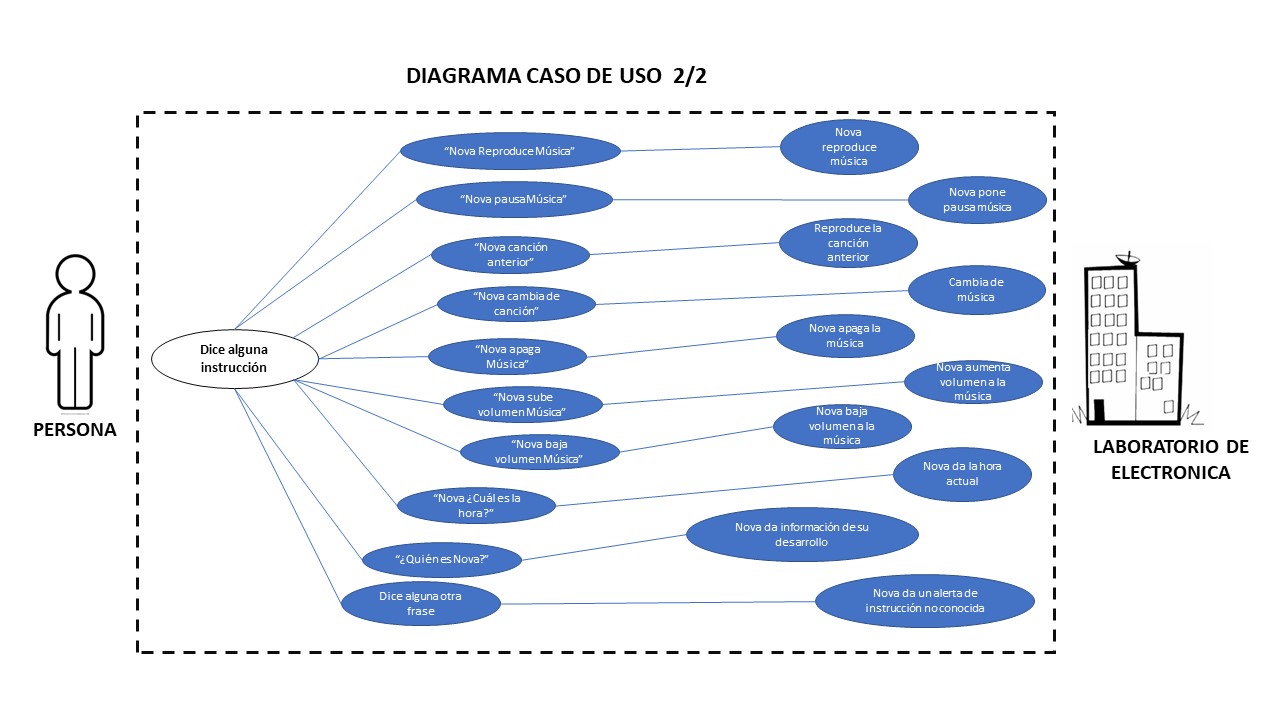 DIAGRAMA CASO DE USO 2/2
“Nova Reproduce Música”
Nova
reproduce
música
“Nova pausa Música”
Nova pone
pausa música
“Nova canción
anterior”
Reproduce la
canción
anterior
“Nova cambia de
canción”
Cambia de
música
Dice alguna
instrucción
“Nova apaga
Música”
Nova apaga la
música
“Nova sube
volumen Música”
Nova aumenta
volumen a la
música
“Nova baja
volumen Música”
Nova baja
volumen a la
música
PERSONA
LABORATORIO DE
ELECTRONICA
“Nova ¿Cuál es la
hora?”
Nova da la hora
actual
“¿Quién es Nova?”
Nova da información de su
desarrollo
Dice alguna otra
frase
Nova da un alerta de
instrucción no conocida